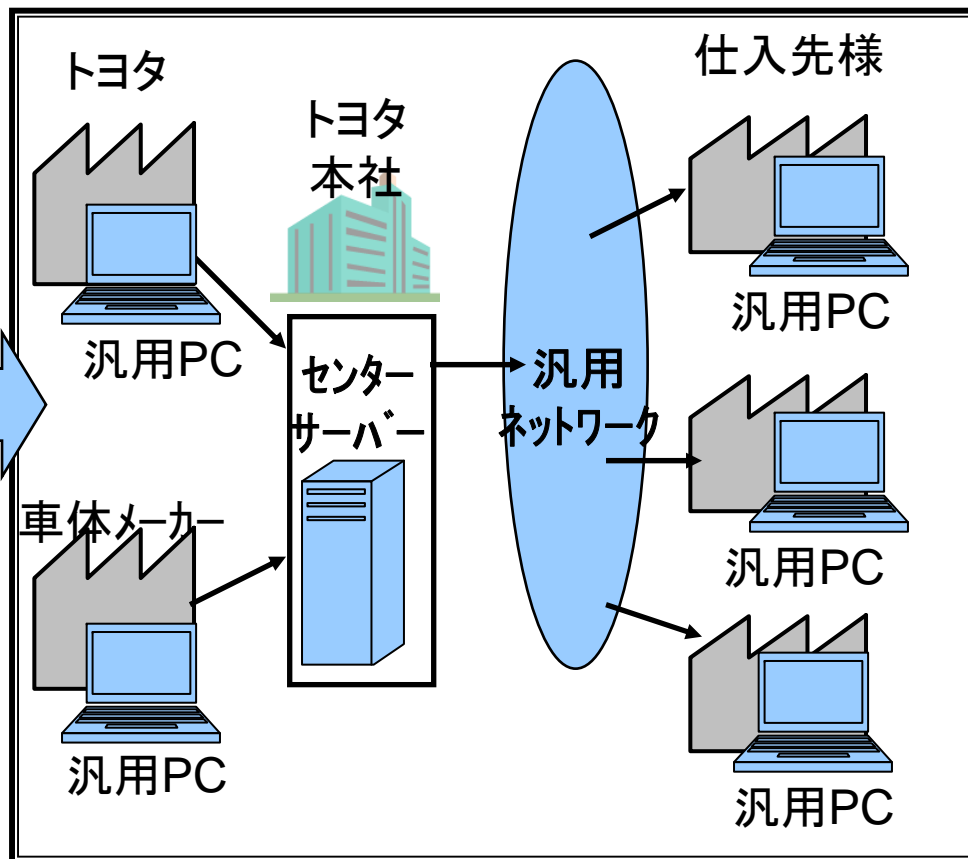 トヨタ
汎用PC
車体メーカー
汎用PC
トヨタ
本社
センター
サーバー
汎用
ネットワーク
仕入先様
汎用PC
汎用PC
汎用PC